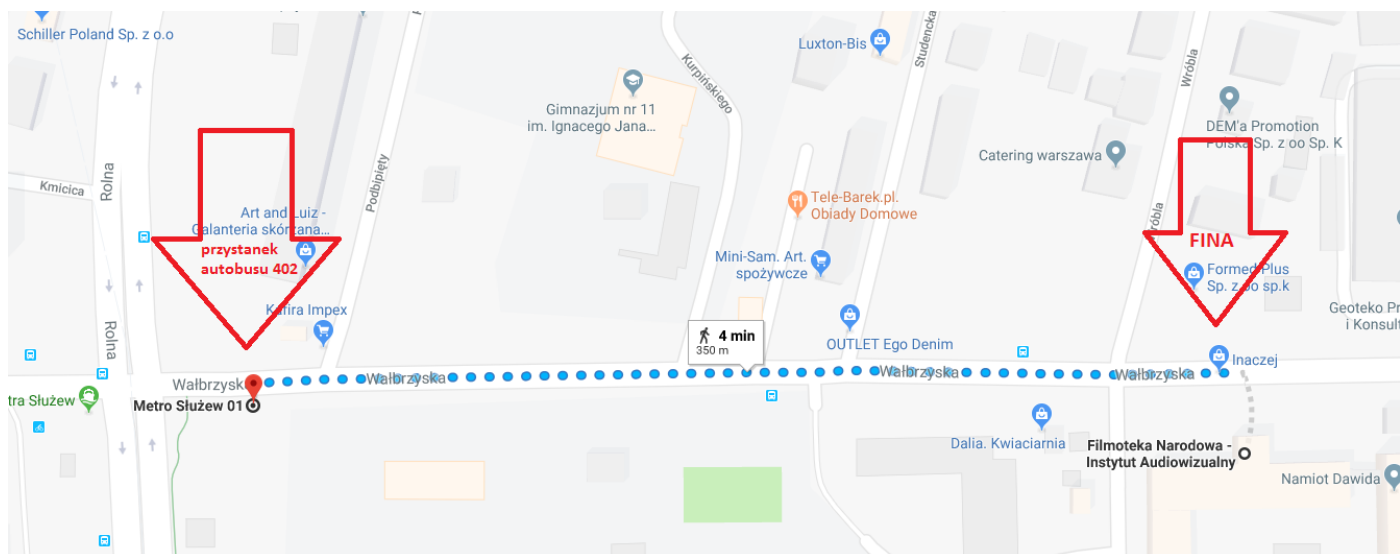 Schiller Poland Sp. z o.o
Luxton-Bis
Studencka
Kurpińskiego
Wróbla
Gimnazjum nr 11
im. Ignacego Jana...
DEM'a Promotion
Polska Sp. z oo Sp. K
Catering warszawa
Rolna
Kmicica
Podbipięty
Tele-Barek.pl.
Obiady Domowe
Art and Luiz -
Galanteria skórzana...
przystanek
autobusu 402
FINA
Mini-Sam. Art.
spożywcze
Formed Plus
Sp. z oo sp.k
Karira Impex
Geoteko
i Konsult
Rolna
4 min
350 m
OUTLET Ego Denim
Inaczej
Wałbrzyska
Wałbrzyska
Wałbrzyska
Wałbrzyska
tra Służew
Metro Służew 01
Dalia. Kwiaciarnia
Filmoteka Narodowa -
Instytut Audiowizualny
Namiot Dawida